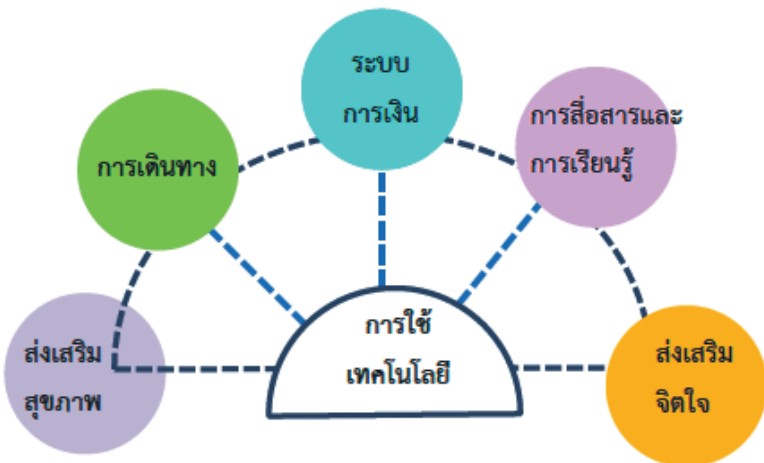 ระบบ
การเงิน
การสื่อสารและ
การเรียนรู้
การเดินทาง
การใช้
เทคโนโลยี
ส่งเสริม
สุขภาพ
ส่งเสริม
จิตใจ